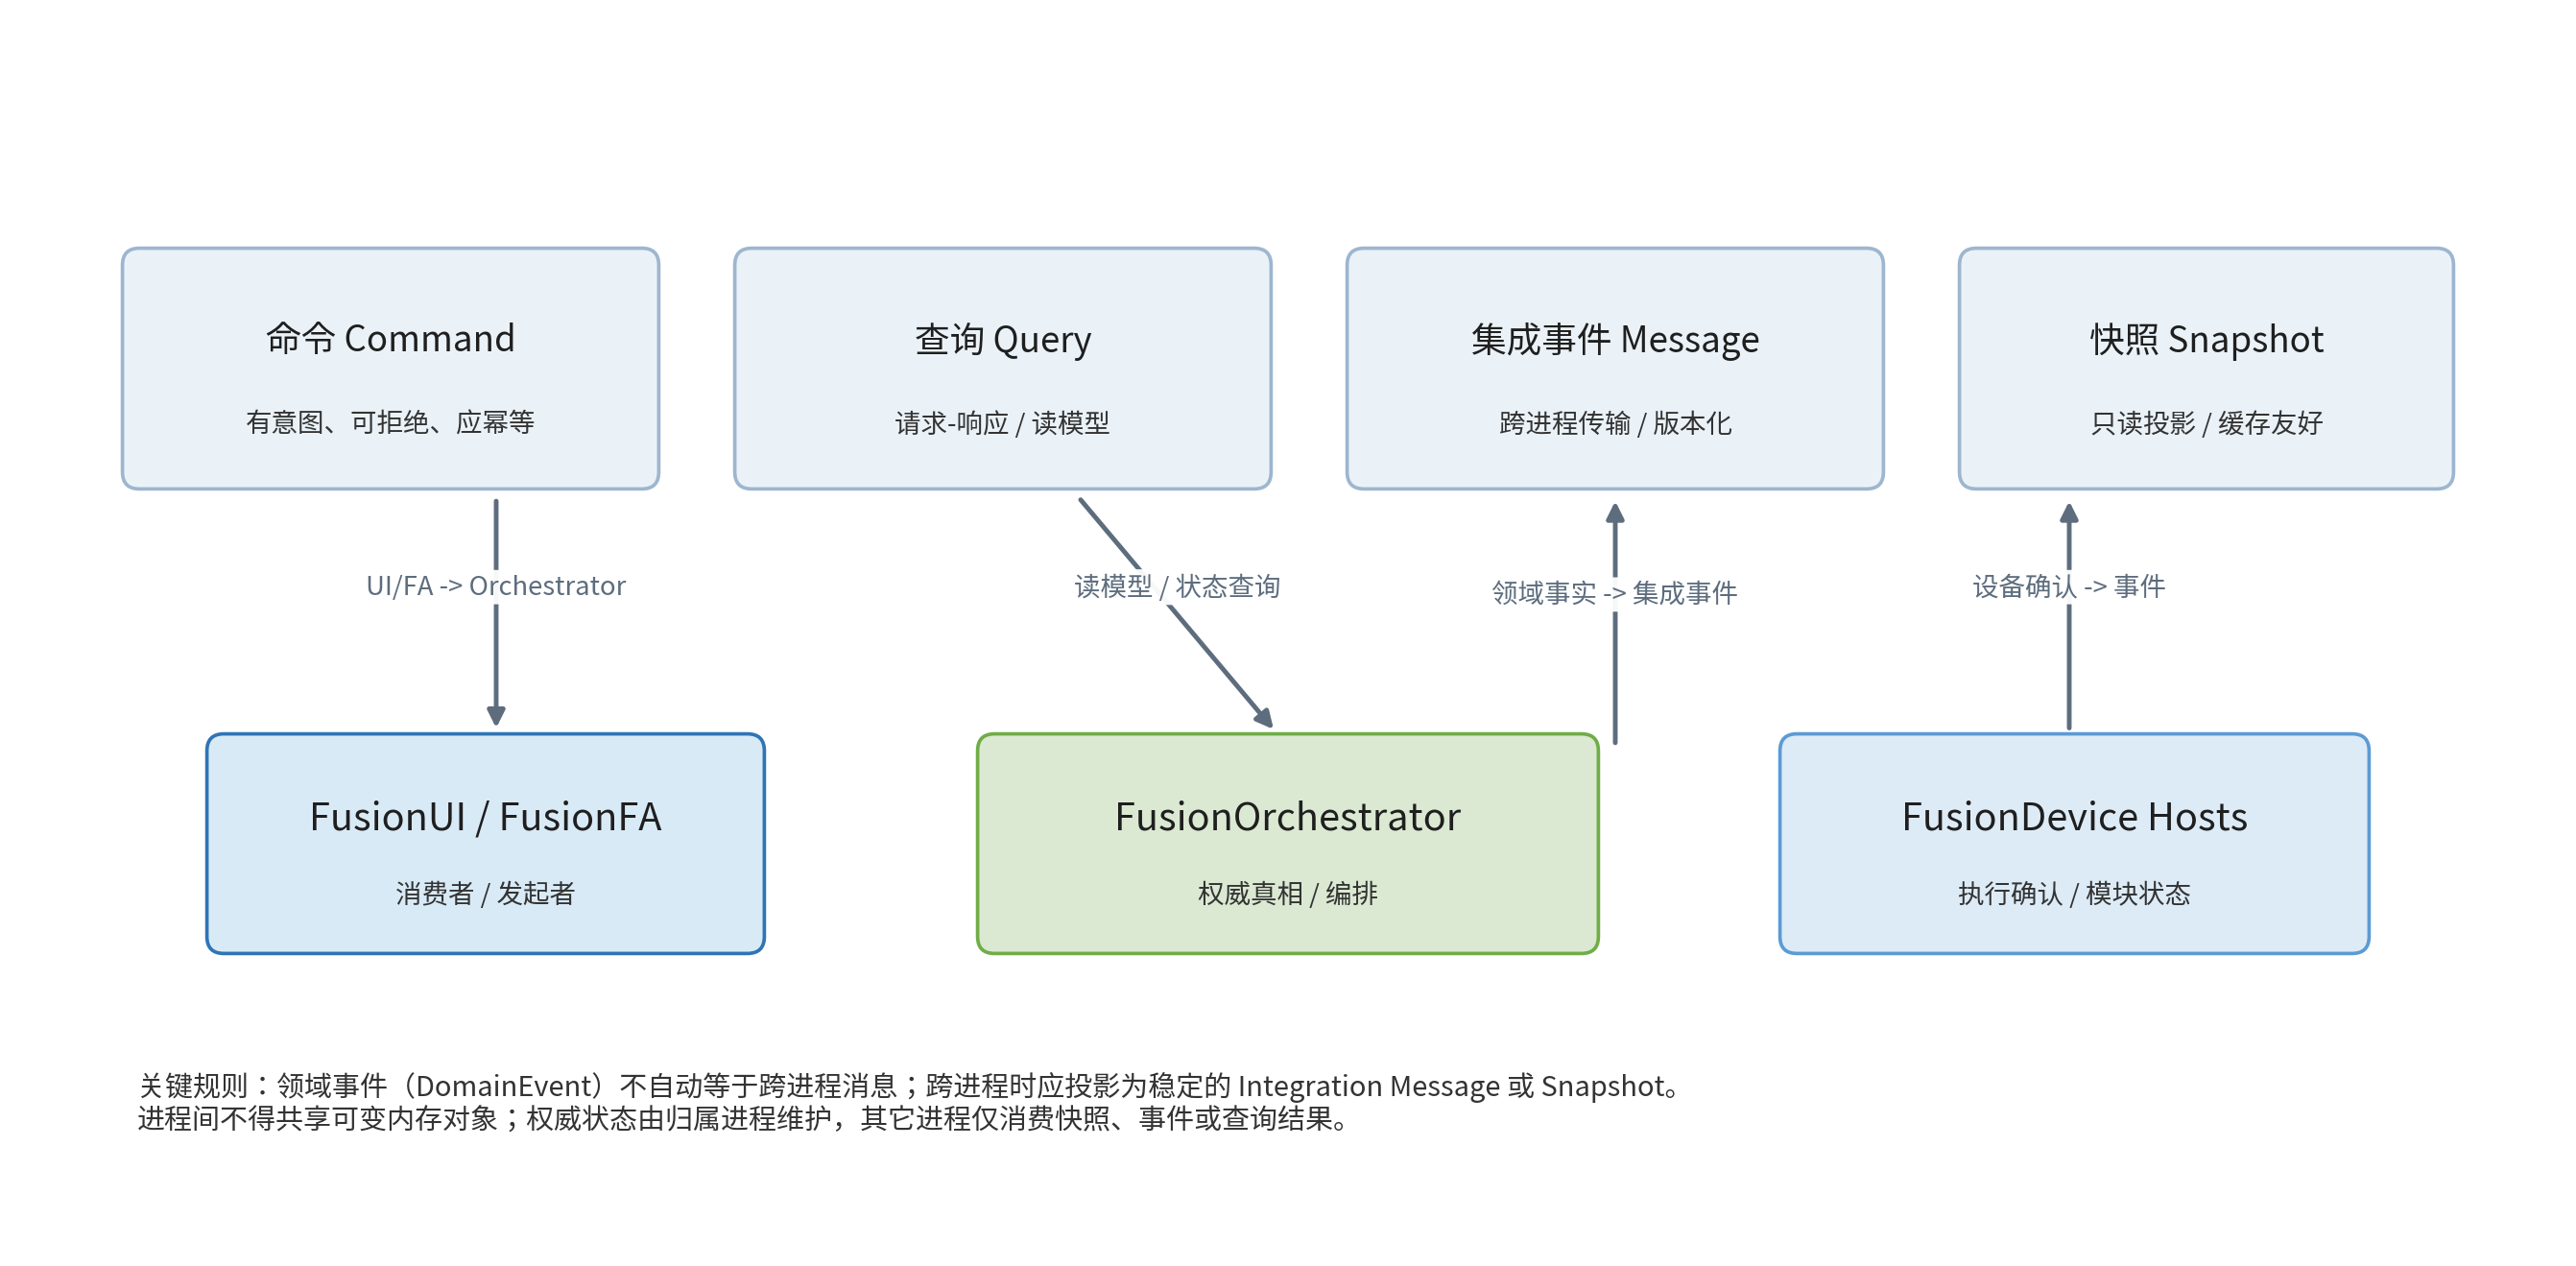 命令 Command
有意图、可拒绝、应幂等
查询 Query
请求-响应 / 读模型
集成事件 Message
跨进程传输 / 版本化
快照 Snapshot
只读投影 / 缓存友好
UI/FA -> Orchestrator
读模型 / 状态查询
领域事实 -> 集成事件
设备确认 -> 事件
FusionUI / FusionFA
消费者 / 发起者
FusionOrchestrator
权威真相 / 编排
FusionDevice Hosts
执行确认 / 模块状态
关键规则：领域事件（DomainEvent）不自动等于跨进程消息；跨进程时应投影为稳定的 Integration Message 或 Snapshot。
进程间不得共享可变内存对象；权威状态由归属进程维护，其它进程仅消费快照、事件或查询结果。